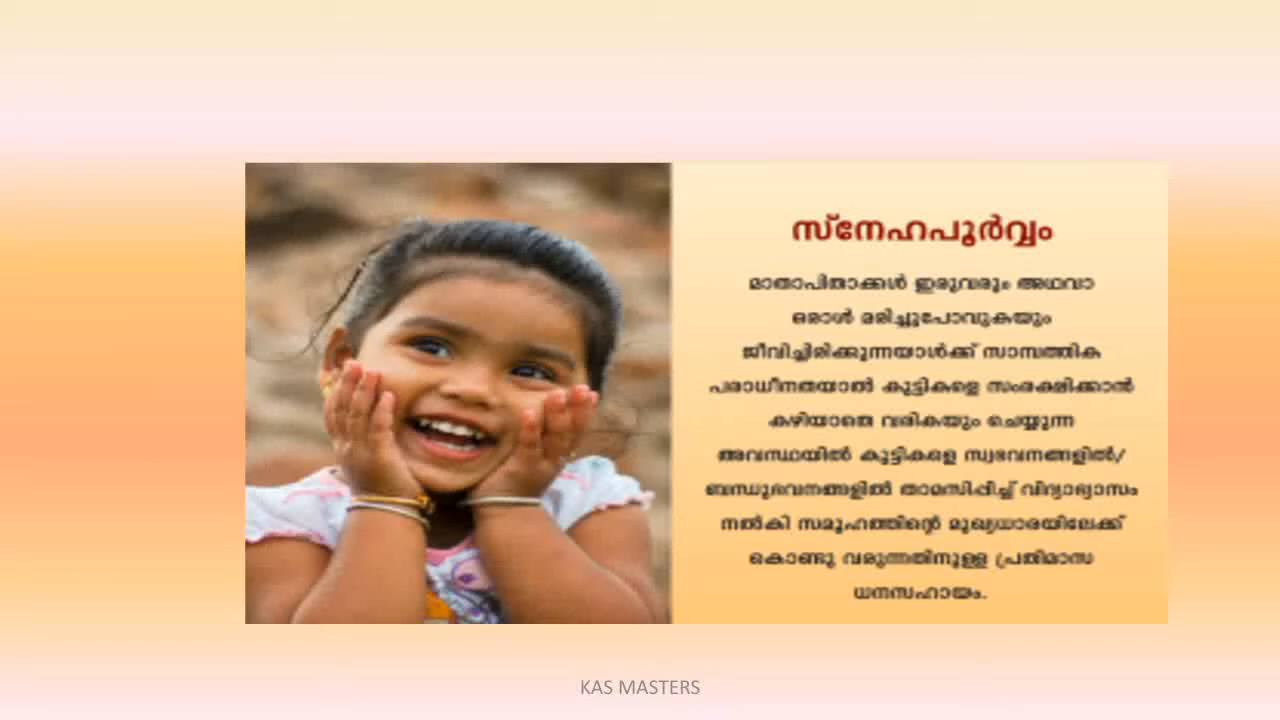 സ്നേഹപൂർവ്വം
മാതാപിതാക്കൾ ഇരുവരും അഥവാ
ഒരാൾ മരിച്ചുപോവുകയും
ജീവിച്ചിരിക്കുന്നയാൾക്ക് സാമ്പത്തിക
പരാധീനതയാൽ കുട്ടികളെ സംരക്ഷിക്കാൻ
കഴിയാതെ വരികയും ചെയ്യുന്ന
അവസ്ഥയിൽ കുട്ടികളെ സ്വഭവനങ്ങളിൽ/
ബന്ധുഭവനങ്ങളിൽ താമസിപ്പിച്ച് വിദ്യാഭ്യാസം
നൽകി സമൂഹത്തിന്റെ മുഖ്യധാരയിലേക്ക്
കൊണ്ടു വരുന്നതിനുള്ള പ്രതിമാസ
ധനസഹായം.
KAS MASTERS